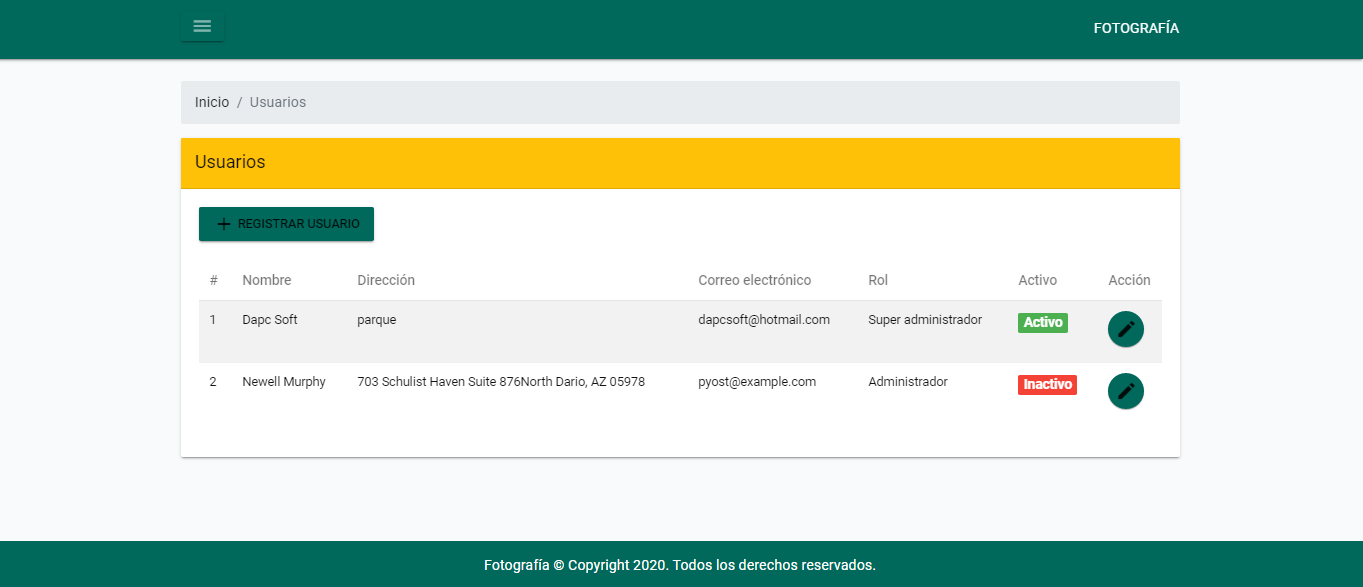 FOTOGRAFÍA
Inicio / Usuarios
Usuarios
REGISTRAR USUARIO
# Nombre Dirección Correo electrónico Rol Activo Acción
1 Dapc Soft parque dapcsoft@hotmail.com Super administrador Activo
2 Newell Murphy 703 Schulist Haven Suite 876North Dario, AZ 05978 pyost@example.com Administrador Inactivo
Fotografía © Copyright 2020. Todos los derechos reservados.